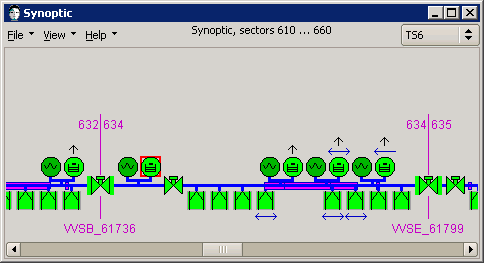 Synoptic
File View Help
Synoptic, sectors 610 ... 660
TS6
632 634
634 635
VVSB_61736
VVSE_61799